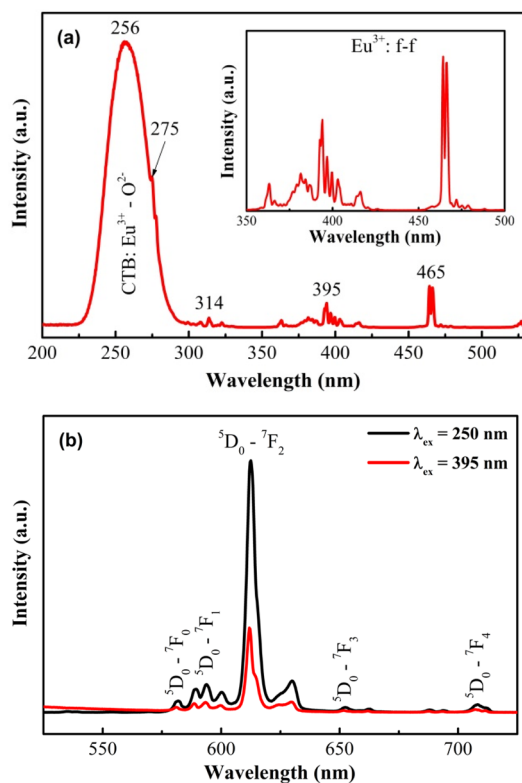 (a)
256
275
314
395
465
CTB: Eu³⁺ - O²⁻
Intensity (a.u.)
200 250 300 350 400 450 500
Wavelength (nm)
Eu³⁺: f-f
Intensity (a.u.)
350 400 450 500
Wavelength (nm)
(b)
⁵D₀ - ⁷F₂
λex = 250 nm
λex = 395 nm
⁵D₀ - ⁷F₀
⁵D₀ - ⁷F₁
⁵D₀ - ⁷F₃
⁵D₀ - ⁷F₄
Intensity (a.u.)
575 600 650 700
Wavelength (nm)